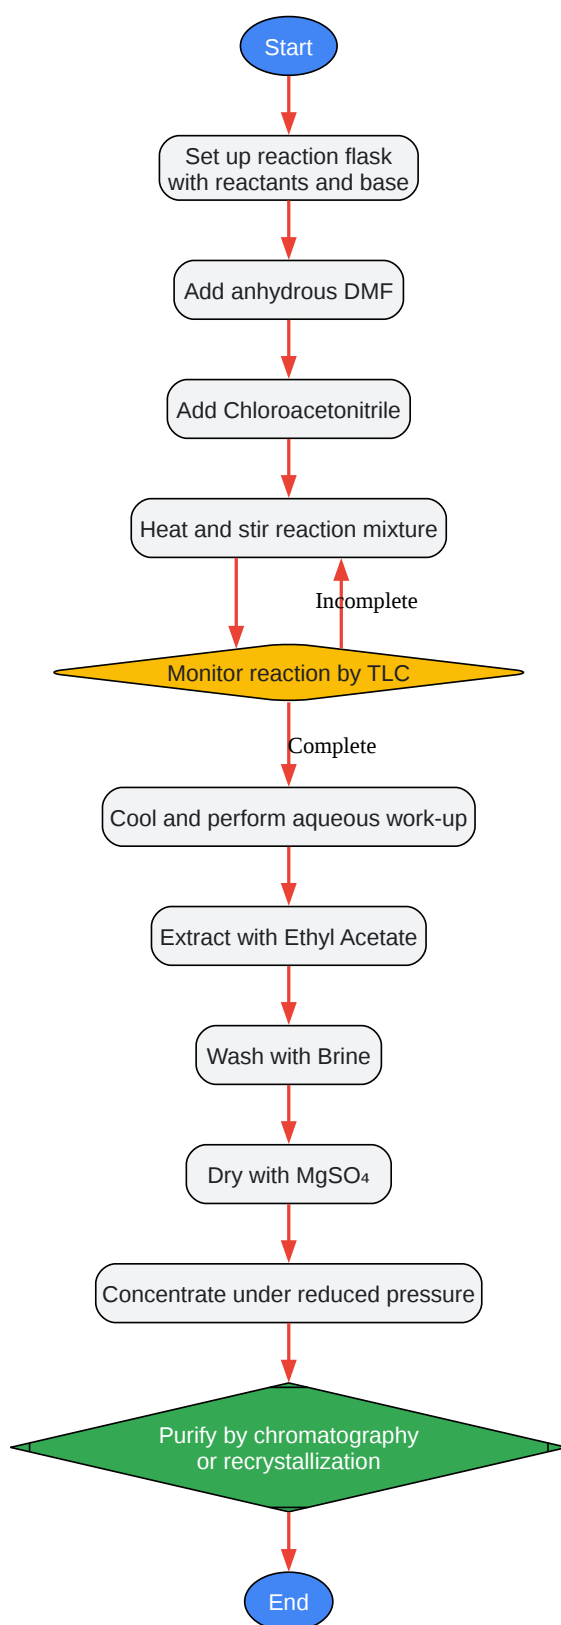 Start
Set up reaction flask
with reactants and base
Add anhydrous DMF
Add Chloroacetonitrile
Heat and stir reaction mixture
Incomplete
Monitor reaction by TLC
Complete
Cool and perform aqueous work-up
Extract with Ethyl Acetate
Wash with Brine
Dry with MgSO₄
Concentrate under reduced pressure
Purify by chromatography
or recrystallization
End